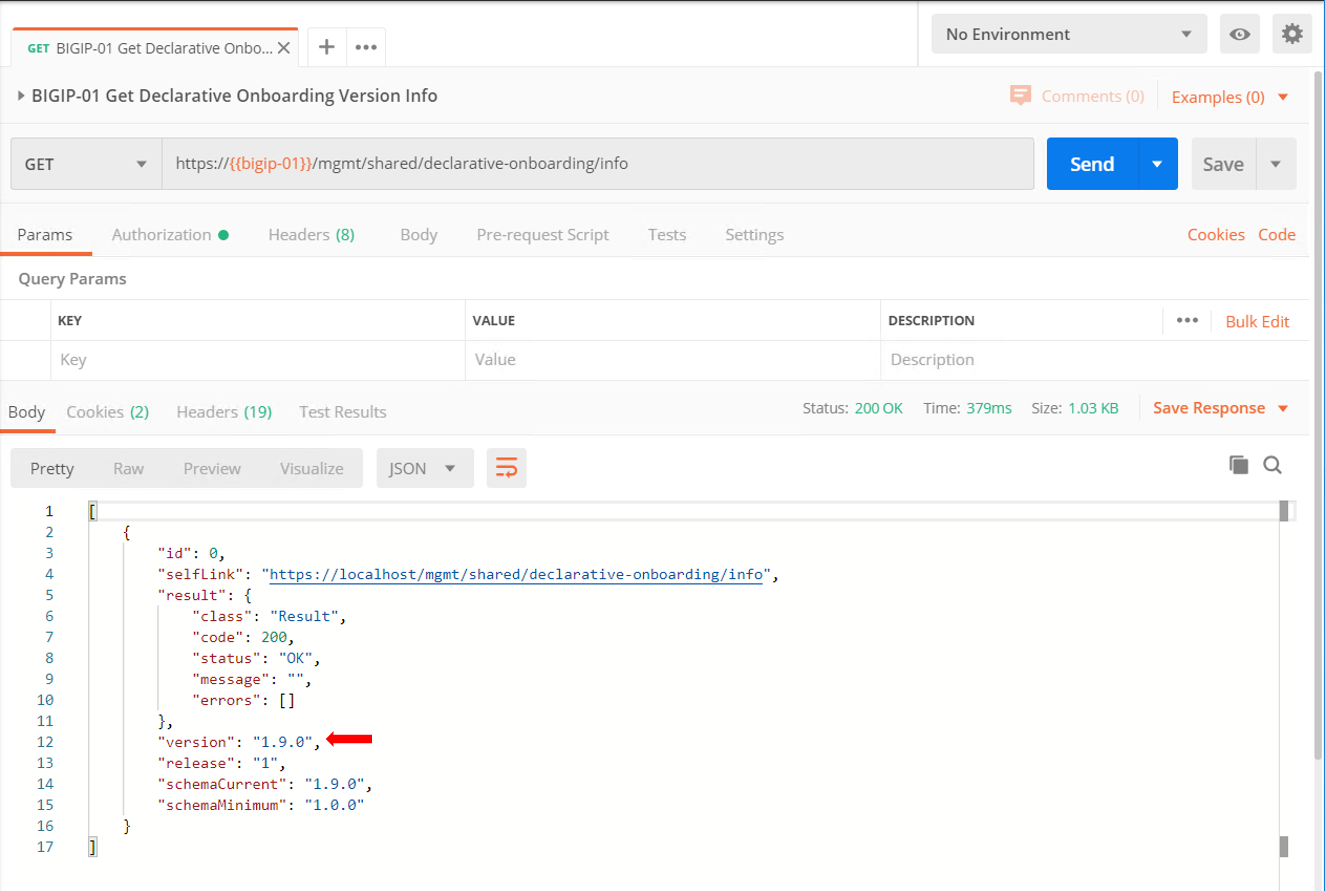 GET BIGIP-01 Get Declarative Onbo...
No Environment
BIGIP-01 Get Declarative Onboarding Version Info
Comments (0)
Examples (0)
GET
https://{{bigip-01}}/mgmt/shared/declarative-onboarding/info
Send
Save
Params Authorization Headers (8) Body Pre-request Script Tests Settings Cookies Code
Query Params
KEY VALUE DESCRIPTION ••• Bulk Edit
Key Value Description
Body Cookies (2) Headers (19) Test Results Status: 200 OK Time: 379ms Size: 1.03 KB Save Response
Pretty Raw Preview Visualize JSON
1 [
2 {
3 "id": 0,
4 "selfLink": "https://localhost/mgmt/shared/declarative-onboarding/info",
5 "result": {
6 "class": "Result",
7 "code": 200,
8 "status": "OK",
9 "message": "",
10 "errors": []
11 },
12 "version": "1.9.0",
13 "release": "1",
14 "schemaCurrent": "1.9.0",
15 "schemaMinimum": "1.0.0"
16 }
17 ]